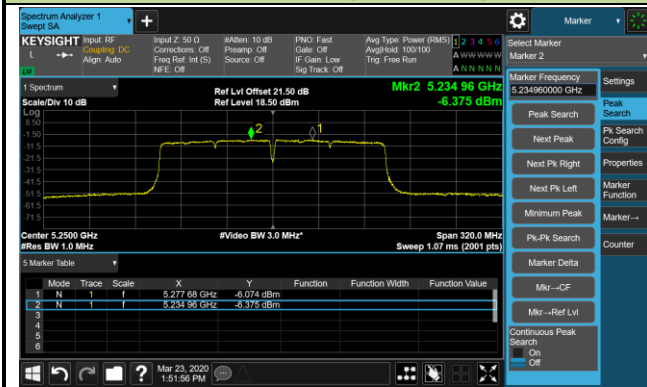 Spectrum Analyzer 1
Swept SA
Marker
KEYSIGHT Input: RF Input Z: 50 Ω #Atten: 10 dB PNO: Fast Avg Type: Power (RMS) 1 2 3 4 5 6
L Coupling: DC Corrections: Off Preamp: Off Gate: Off Avg|Hold: 100/100 A W W W W W
Align: Auto Freq Ref: Int (S) Source: Off IF Gain: Low Trig: Free Run
NFE: Off Sig Track: Off A N N N N N
Select Marker
Marker 2
1 Spectrum Ref Lvl Offset 21.50 dB Mkr2 5.234 96 GHz
Scale/Div 10 dB Ref Level 18.50 dBm -6.375 dBm
Log
8.50
-1.50
-11.5
-21.5
-31.5
-41.5
-51.5
-61.5
-71.5
2 1
Center 5.2500 GHz #Video BW 3.0 MHz* Span 320.0 MHz
#Res BW 1.0 MHz Sweep 1.07 ms (2001 pts)
5 Marker Table
Mode Trace Scale X Y Function Function Width Function Value
1 N 1 f 5.277 68 GHz -6.074 dBm
2 N 1 f 5.234 96 GHz -6.375 dBm
3
4
5
6
Marker Frequency
5.234960000 GHz
Peak Search
Next Peak
Next Pk Right
Next Pk Left
Minimum Peak
Pk-Pk Search
Marker Delta
Mkr→CF
Mkr→Ref Lvl
Continuous Peak
Search
On
Off
Settings
Peak
Search
Pk Search
Config
Properties
Marker
Function
Marker→
Counter
? Mar 23, 2020
1:51:56 PM